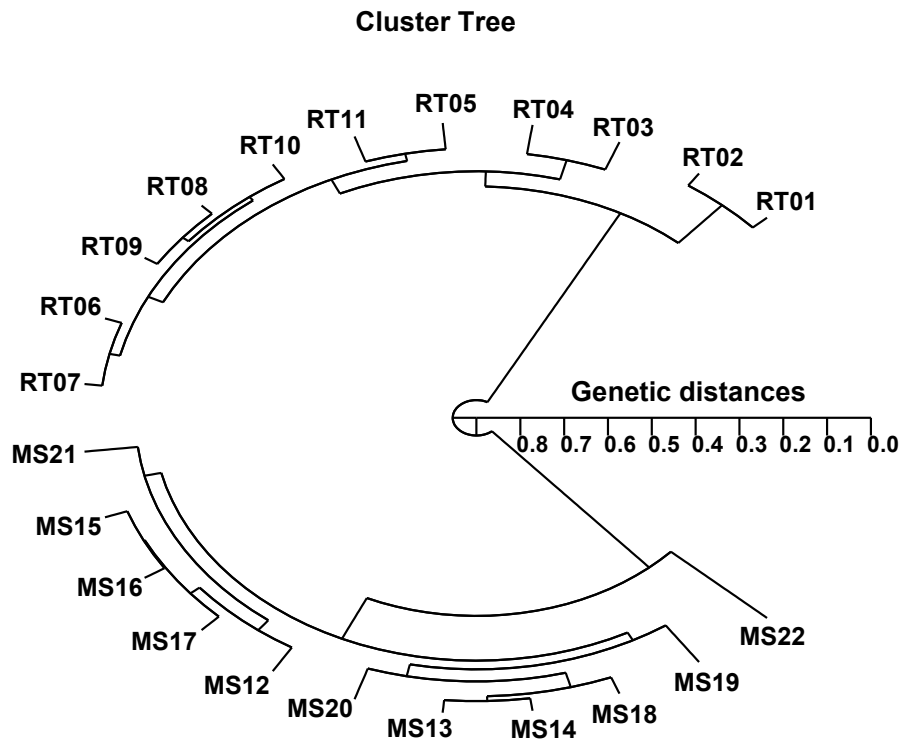 Cluster Tree
RT05
RT04
RT11
RT03
RT10
RT02
RT08
RT01
RT09
RT06
RT07
Genetic distances
0.8 0.7 0.6 0.5 0.4 0.3 0.2 0.1 0.0
MS21
MS15
MS16
MS17
MS22
MS12
MS19
MS20
MS18
MS13
MS14